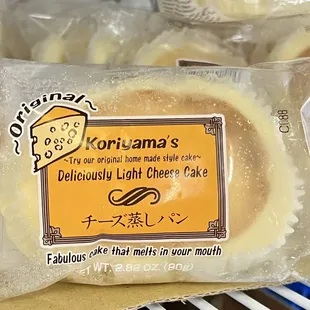 ~Original~
Koriyama's
~Try our original home made style cake~
Deliciously Light Cheese Cake
チーズ蒸しパン
Fabulous cake that melts in your mouth
NET WT. 2.82 OZ. (80g)